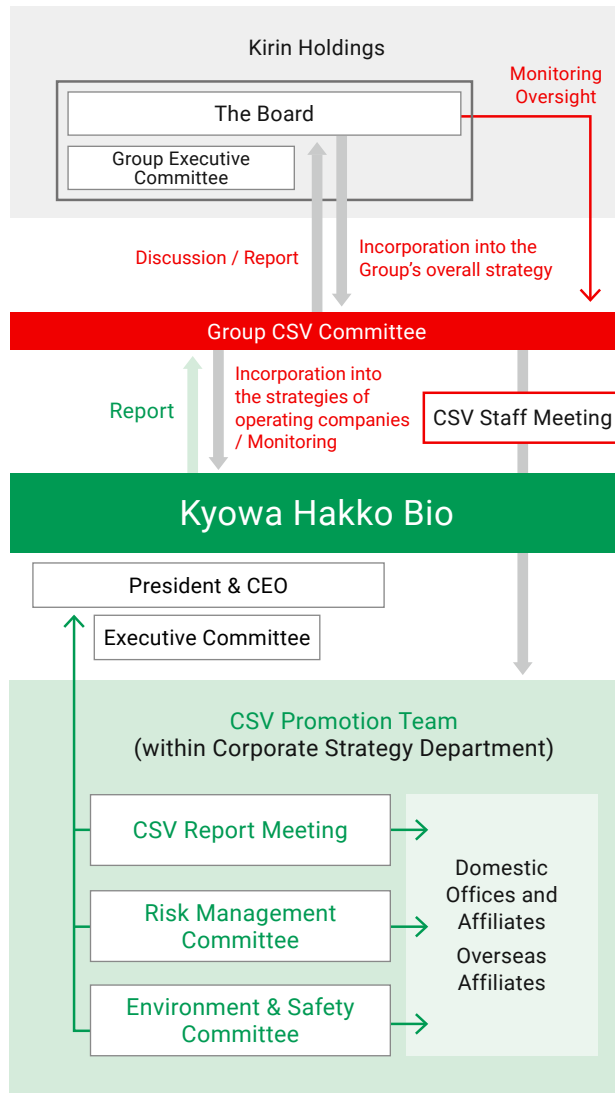 Kirin Holdings
Monitoring
Oversight
The Board
Group Executive
Committee
Discussion / Report
Incorporation into the
Group's overall strategy
Group CSV Committee
Report
Incorporation into
the strategies of
operating companies
/ Monitoring
CSV Staff Meeting
Kyowa Hakko Bio
President & CEO
Executive Committee
CSV Promotion Team
(within Corporate Strategy Department)
CSV Report Meeting
Risk Management
Committee
Environment & Safety
Committee
Domestic
Offices and
Affiliates
Overseas
Affiliates